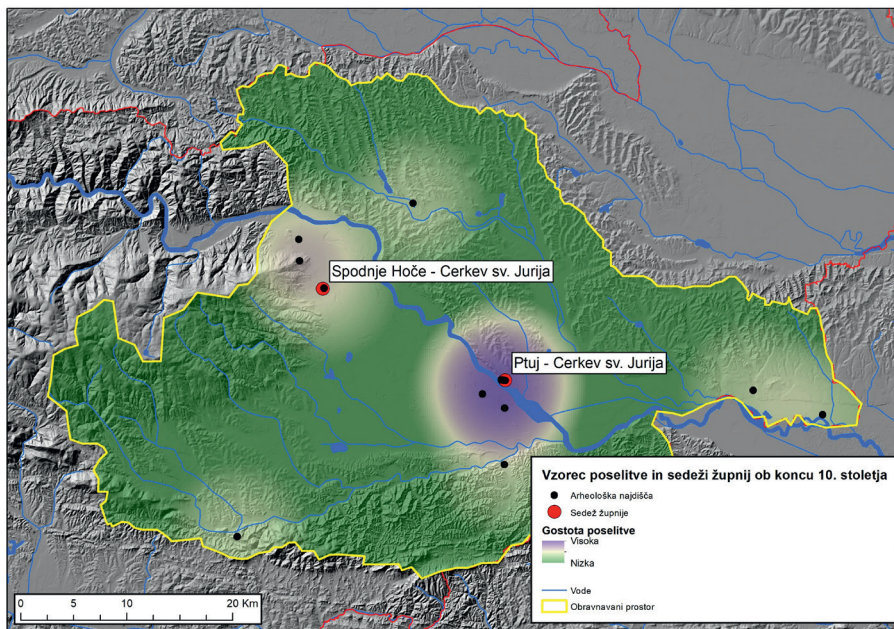 Spodnje Hoče - Cerkev sv. Jurija
Ptuj - Cerkev sv. Jurija
Vzorec poselitve in sedeži župnij ob koncu 10. stoletja
Arheološka najdišča
Sedež župnije
Gostota poselitve
Visoka
Nizka
Vode
Obravnavani prostor
0 5 10 20 Km